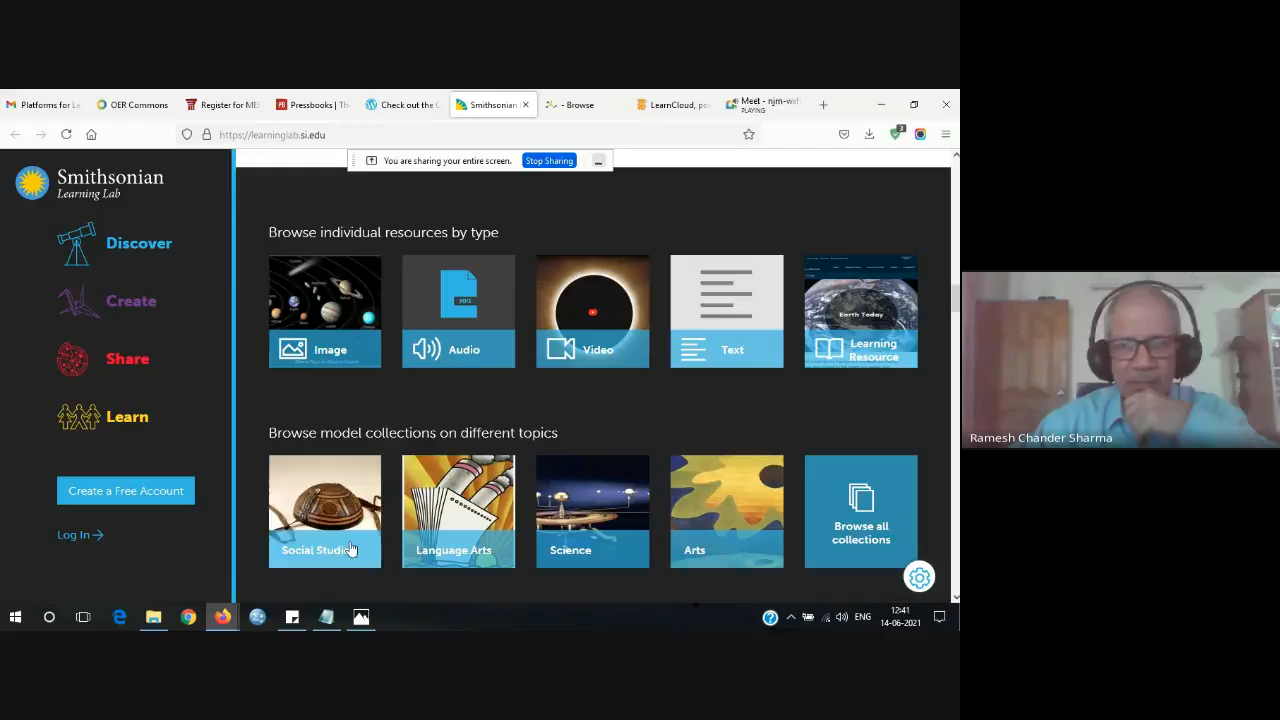 Platforms for Le
OER Commons
Register for ME
Pressbooks | Th
Check out the C
Smithsonian
- Browse
LearnCloud, po
Meet - njm-wxf
PLAYING
https://learninglab.si.edu
3
You are sharing your entire screen.
Stop Sharing
Smithsonian
Learning Lab
Discover
Create
Share
Learn
Create a Free Account
Log In
Browse individual resources by type
MP3
Earth Today
Image
Audio
Video
Text
Learning
Resource
Browse model collections on different topics
Social Studi
Language Arts
Science
Arts
Browse all
collections
Ramesh Chander Sharma
ENG
12:41
14-06-2021